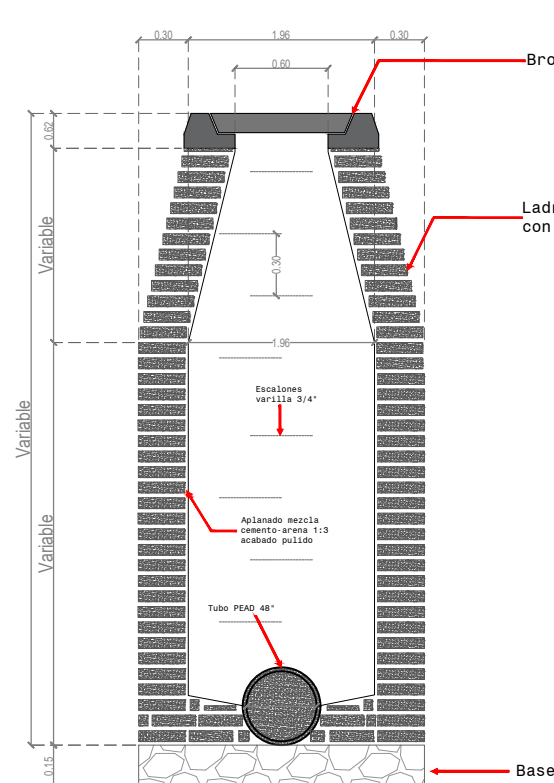 0.30
1.96
0.30
0.60
Bro
0.62
Ladr
con
Variable
0.30
1.96
Escalones
varilla 3/4"
Variable
Aplanado mezcla
cemento-arena 1:3
acabado pulido
Variable
Tubo PEAD 48"
0.15
Base